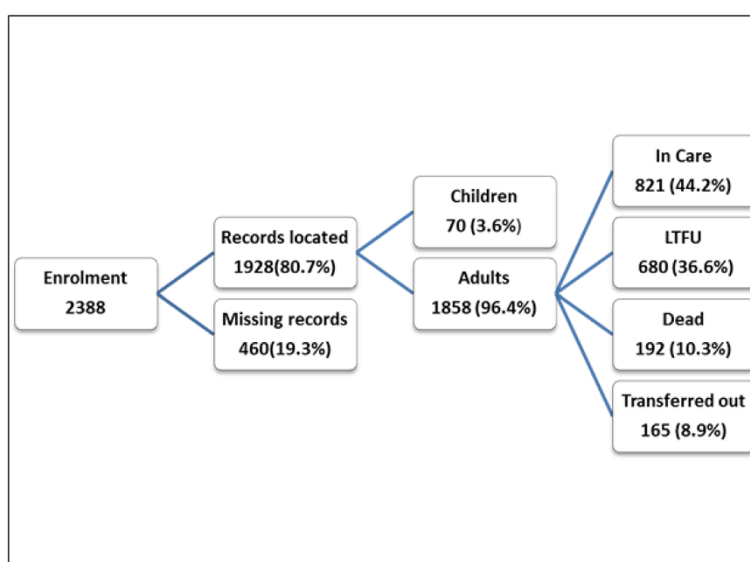 Enrolment
2388
Records located
1928(80.7%)
Missing records
460(19.3%)
Children
70 (3.6%)
Adults
1858 (96.4%)
In Care
821 (44.2%)
LTFU
680 (36.6%)
Dead
192 (10.3%)
Transferred out
165 (8.9%)